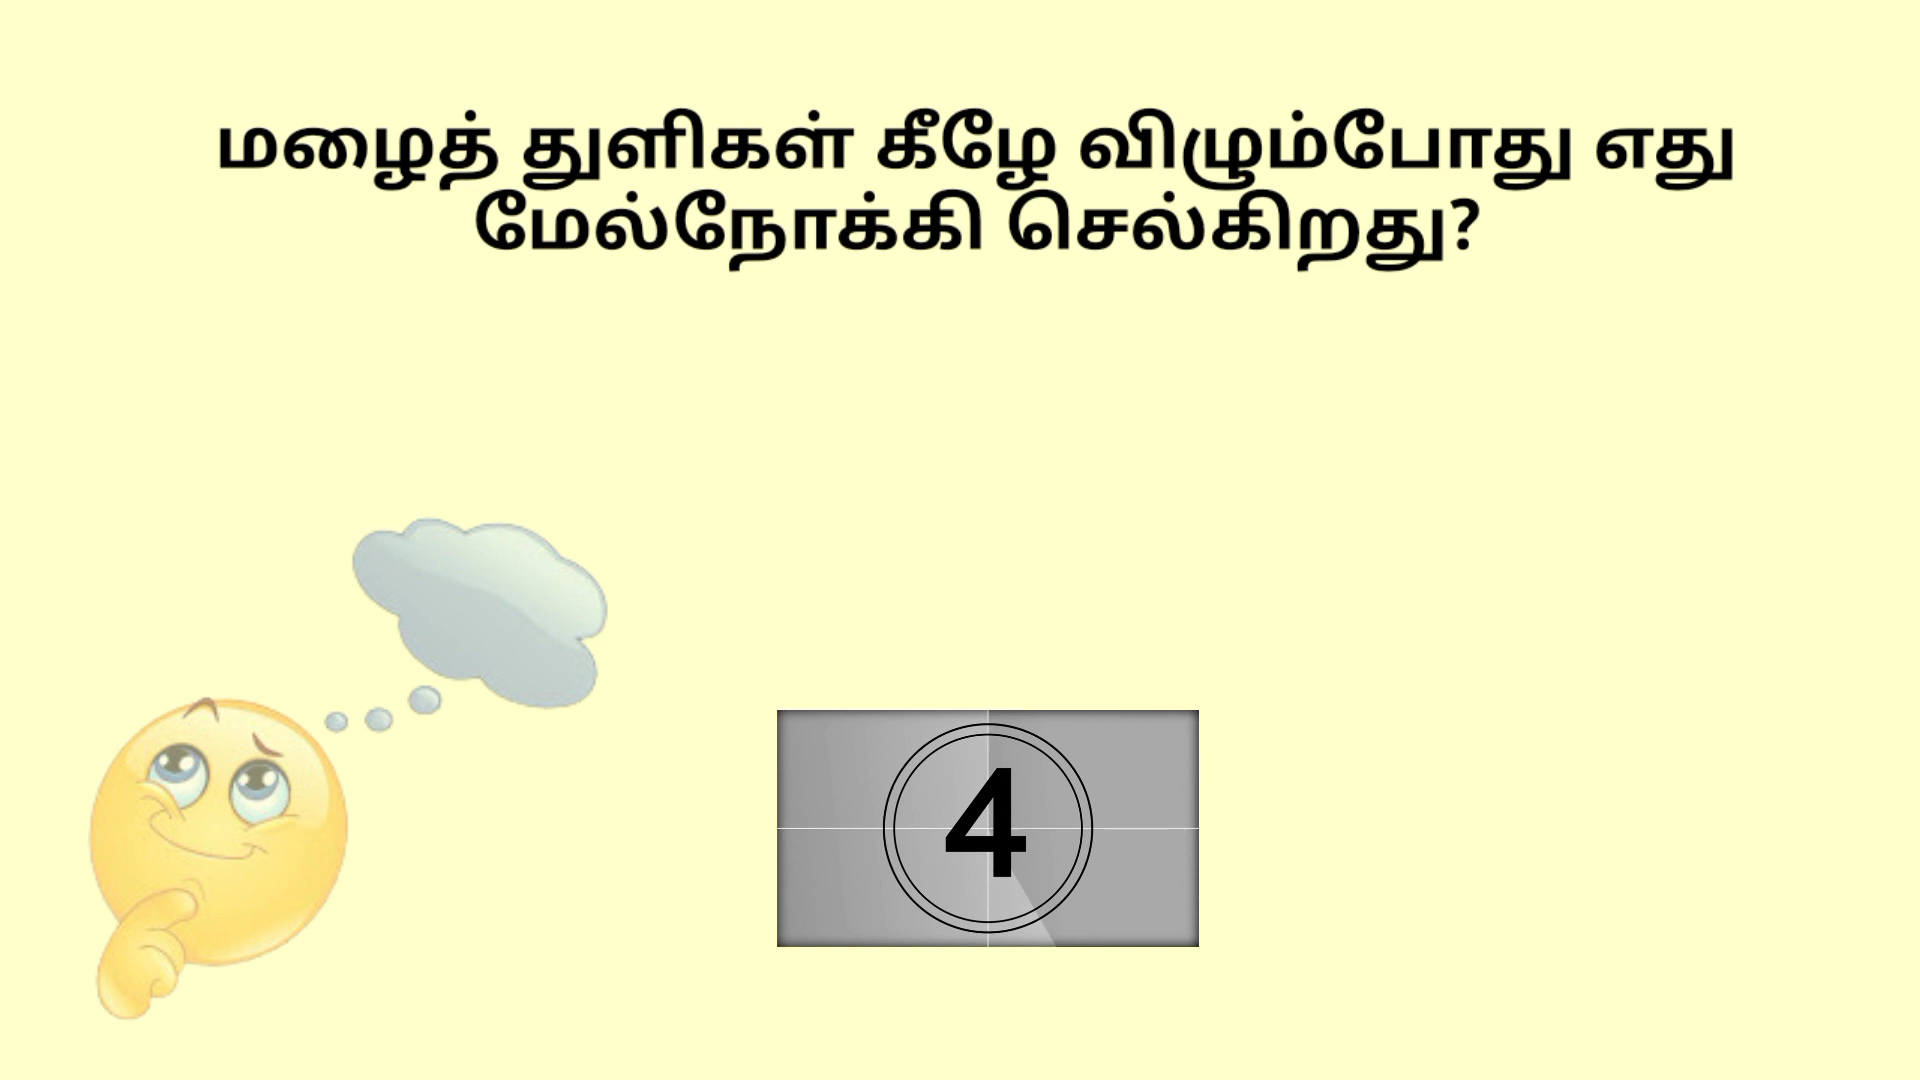 மழைத் துளிகள் கீழே விழும்போது எது
மேல்நோக்கி செல்கிறது?
4